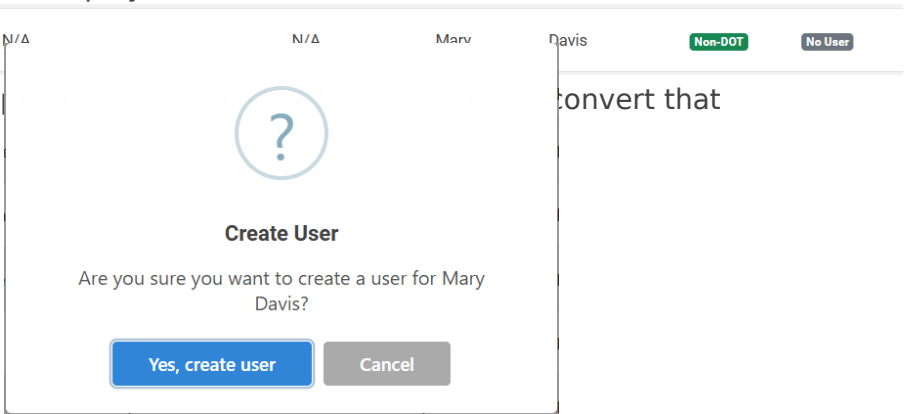 N/A N/A Mary Davis Non-DOT No User
convert that
?
Create User
Are you sure you want to create a user for Mary
Davis?
Yes, create user Cancel